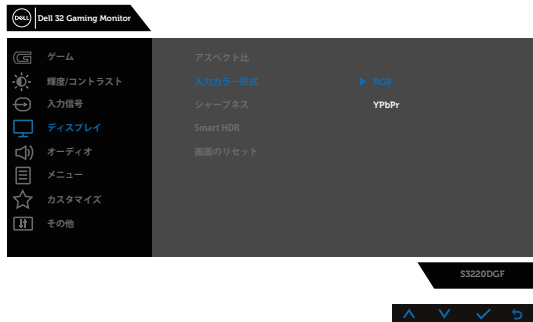 DELL
Dell 32 Gaming Monitor
ゲーム
アスペクト比
輝度/コントラスト
入力カラー形式
RGB
入力信号
シャープネス
YPbPr
ディスプレイ
Smart HDR
オーディオ
画面のリセット
メニュー
カスタマイズ
その他
S3220DGF